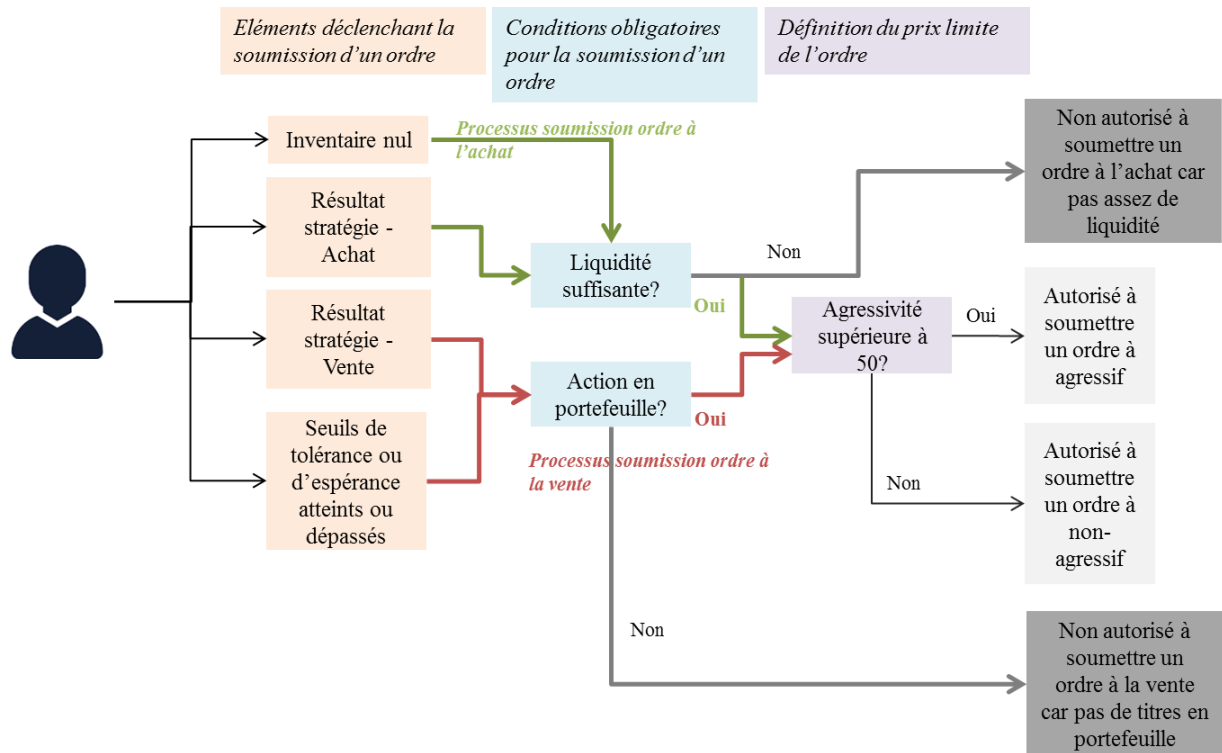 Eléments déclenchant la
soumission d'un ordre
Conditions obligatoires
pour la soumission d'un
ordre
Définition du prix limite
de l'ordre
Inventaire nul
Processus soumission ordre à
l'achat
Non autorisé à
soumettre un
ordre à l'achat car
pas assez de
liquidité
Résultat
stratégie -
Achat
Liquidité
suffisante?
Non
Oui
Résultat
stratégie -
Vente
Agressivité
supérieure à
50?
Oui
Autorisé à
soumettre
un ordre à
agressif
Action en
portefeuille?
Oui
Seuils de
tolérance ou
d'espérance
atteints ou
dépassés
Processus soumission ordre à
la vente
Non
Autorisé à
soumettre
un ordre à
non-
agressif
Non
Non autorisé à
soumettre un
ordre à la vente
car pas de titres en
portefeuille